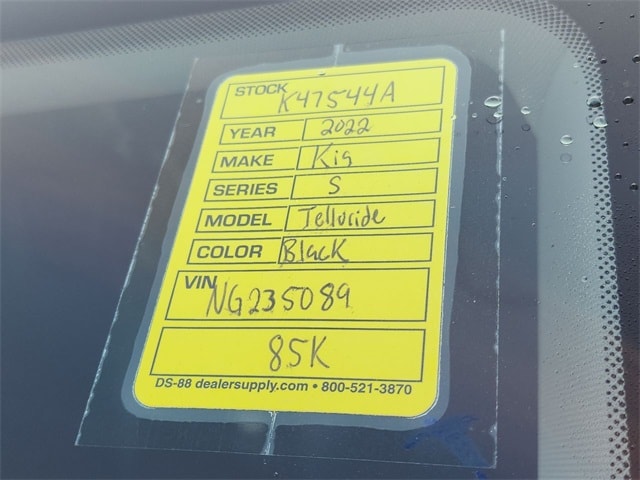 STOCK K47544A
YEAR 2022
MAKE Kia
SERIES S
MODEL Telluride
COLOR Black
VIN NG235089
85K
DS-88 dealersupply.com • 800-521-3870